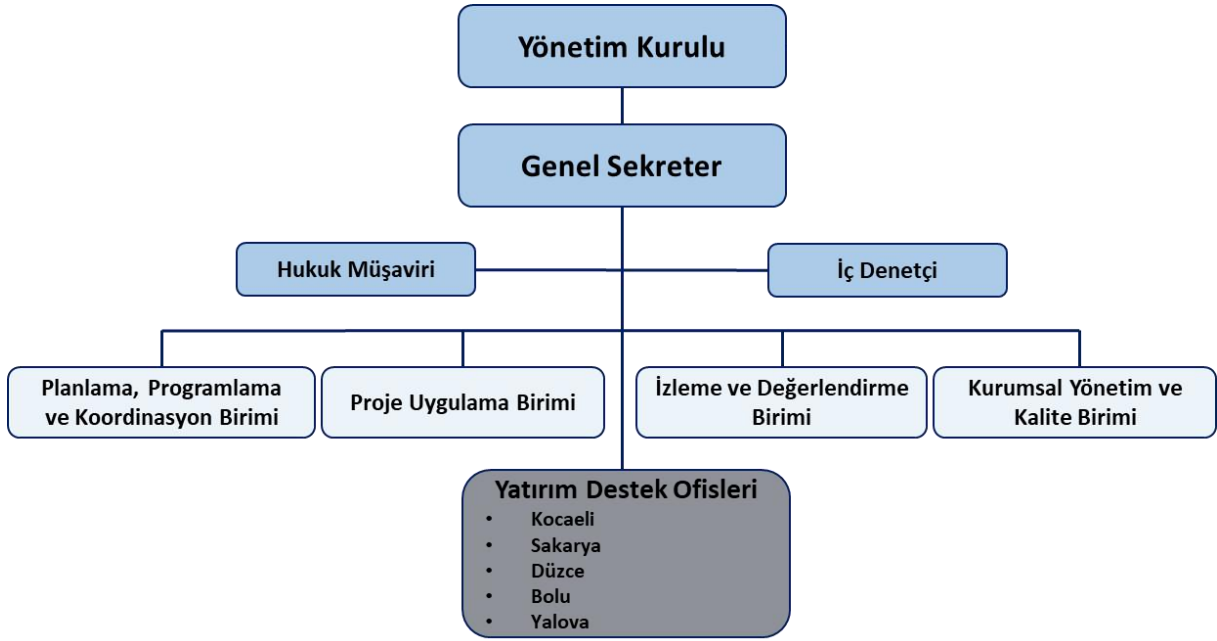 Yönetim Kurulu
Genel Sekreter
Hukuk Müşaviri
İç Denetçi
Planlama, Programlama
ve Koordinasyon Birimi
Proje Uygulama Birimi
İzleme ve Değerlendirme
Birimi
Kurumsal Yönetim ve
Kalite Birimi
Yatırım Destek Ofisleri
• Kocaeli
• Sakarya
• Düzce
• Bolu
• Yalova